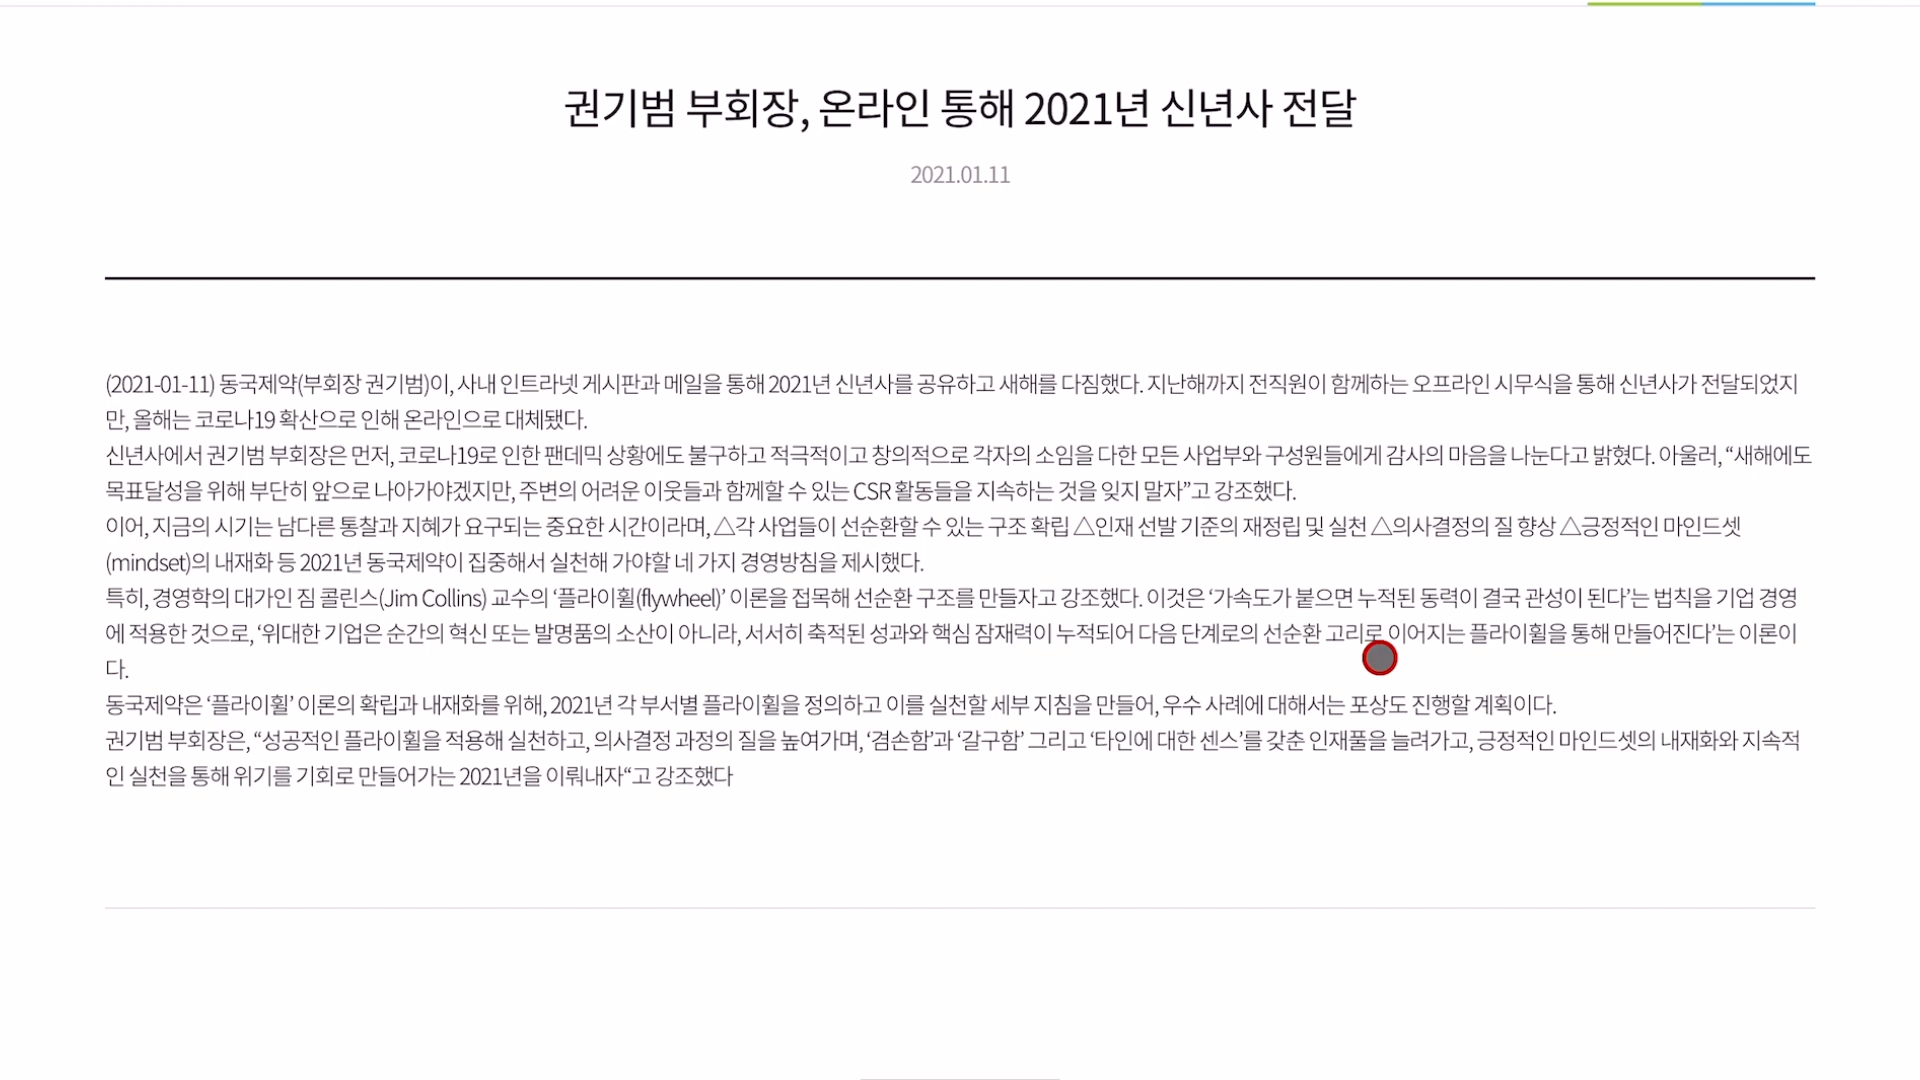 권기범 부회장, 온라인 통해 2021년 신년사 전달
2021.01.11
(2021-01-11) 동국제약(부회장 권기범)이, 사내 인트라넷 게시판과 메일을 통해 2021년 신년사를 공유하고 새해를 다짐했다. 지난해까지 전직원이 함께하는 오프라인 시무식을 통해 신년사가 전달되었지
만, 올해는 코로나19 확산으로 인해 온라인으로 대체됐다.
신년사에서 권기범 부회장은 먼저, 코로나19로 인한 팬데믹 상황에도 불구하고 적극적이고 창의적으로 각자의 소임을 다한 모든 사업부와 구성원들에게 감사의 마음을 나눈다고 밝혔다. 아울러, “새해에도
목표달성을 위해 부단히 앞으로 나아가야겠지만, 주변의 어려운 이웃들과 함께할 수 있는 CSR 활동들을 지속하는 것을 잊지 말자”고 강조했다.
이어, 지금의 시기는 남다른 통찰과 지혜가 요구되는 중요한 시간이라며, △각 사업들이 선순환할 수 있는 구조 확립 △인재 선발 기준의 재정립 및 실천 △의사결정의 질 향상 △긍정적인 마인드셋
(mindset)의 내재화 등 2021년 동국제약이 집중해서 실천해 가야할 네 가지 경영방침을 제시했다.
특히, 경영학의 대가인 짐 콜린스(Jim Collins) 교수의 ‘플라이휠(flywheel)’ 이론을 접목해 선순환 구조를 만들자고 강조했다. 이것은 ‘가속도가 붙으면 누적된 동력이 결국 관성이 된다’는 법칙을 기업 경영
에 적용한 것으로, ‘위대한 기업은 순간의 혁신 또는 발명품의 소산이 아니라, 서서히 축적된 성과와 핵심 잠재력이 누적되어 다음 단계로의 선순환 고리로 이어지는 플라이휠을 통해 만들어진다’는 이론이
다.
동국제약은 ‘플라이휠’ 이론의 확립과 내재화를 위해, 2021년 각 부서별 플라이휠을 정의하고 이를 실천할 세부 지침을 만들어, 우수 사례에 대해서는 포상도 진행할 계획이다.
권기범 부회장은, “성공적인 플라이휠을 적용해 실천하고, 의사결정 과정의 질을 높여가며, ‘겸손함’과 ‘갈구함’ 그리고 ‘타인에 대한 센스’를 갖춘 인재풀을 늘려가고, 긍정적인 마인드셋의 내재화와 지속적
인 실천을 통해 위기를 기회로 만들어가는 2021년을 이뤄내자“고 강조했다